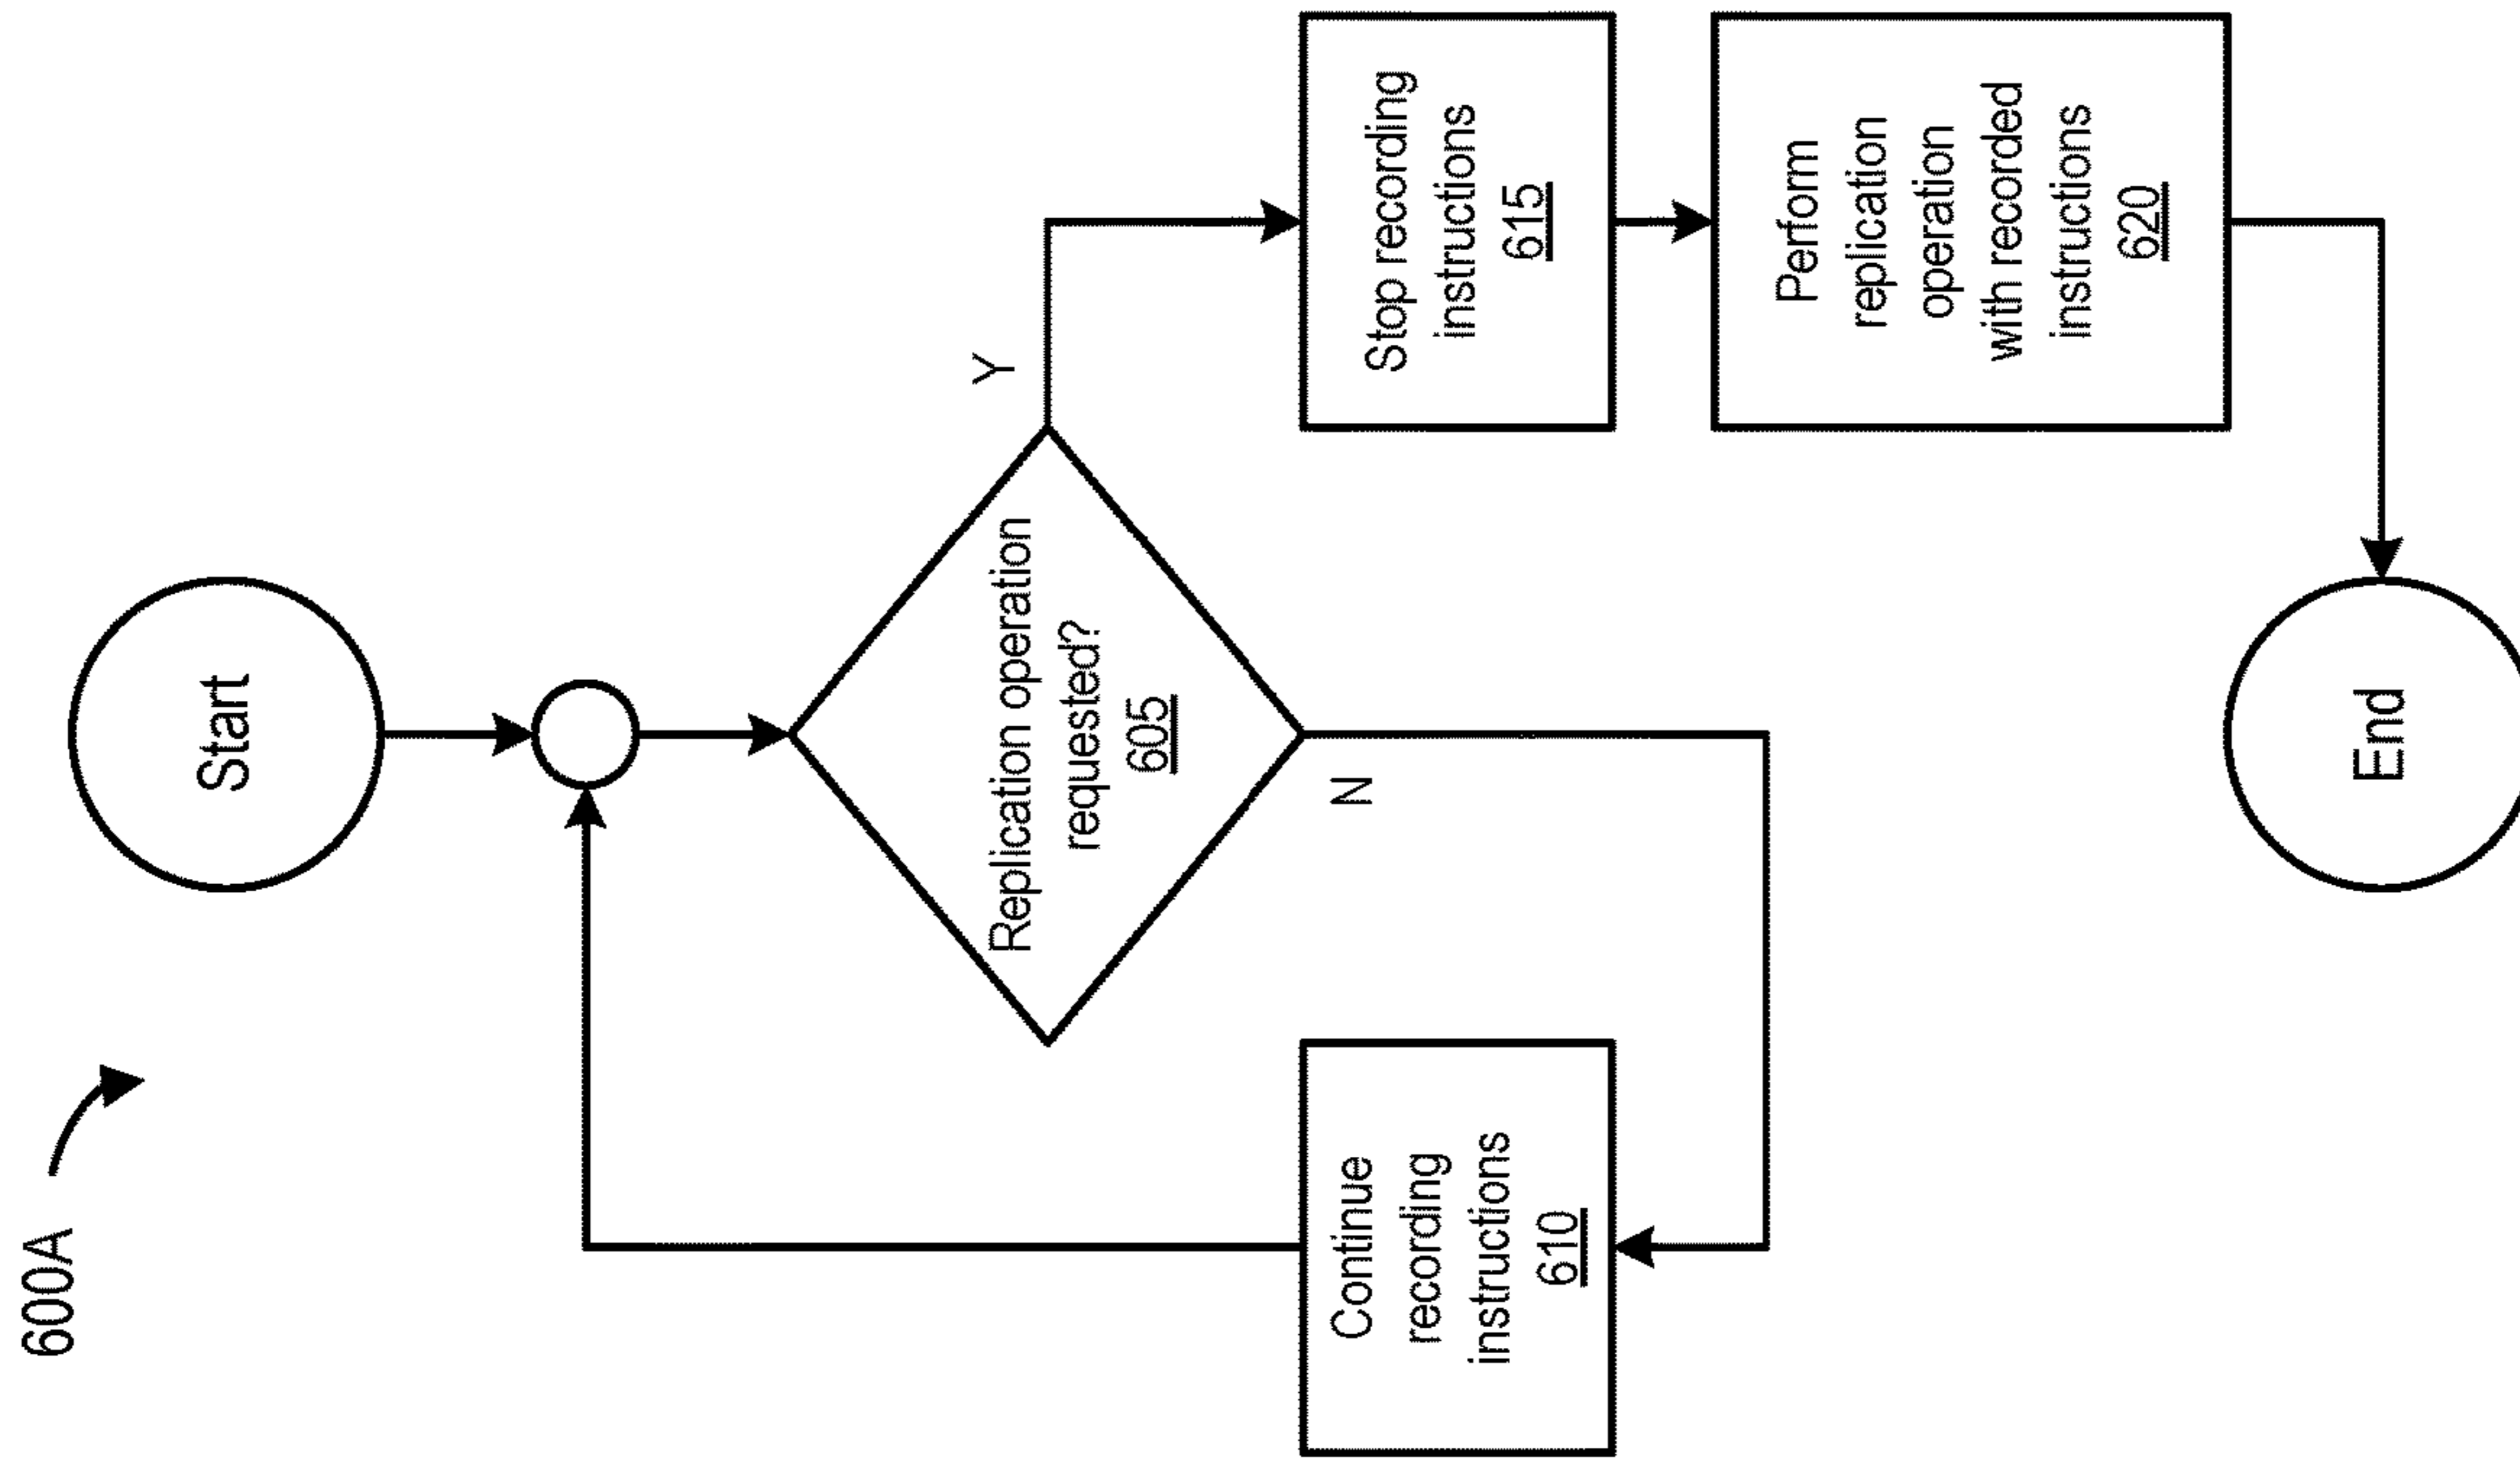 600A
Start
Replication operation
requested?
605
Y
N
Continue
recording
instructions
610
Stop recording
instructions
615
Perform
replication
operation
with recorded
instructions
620
End